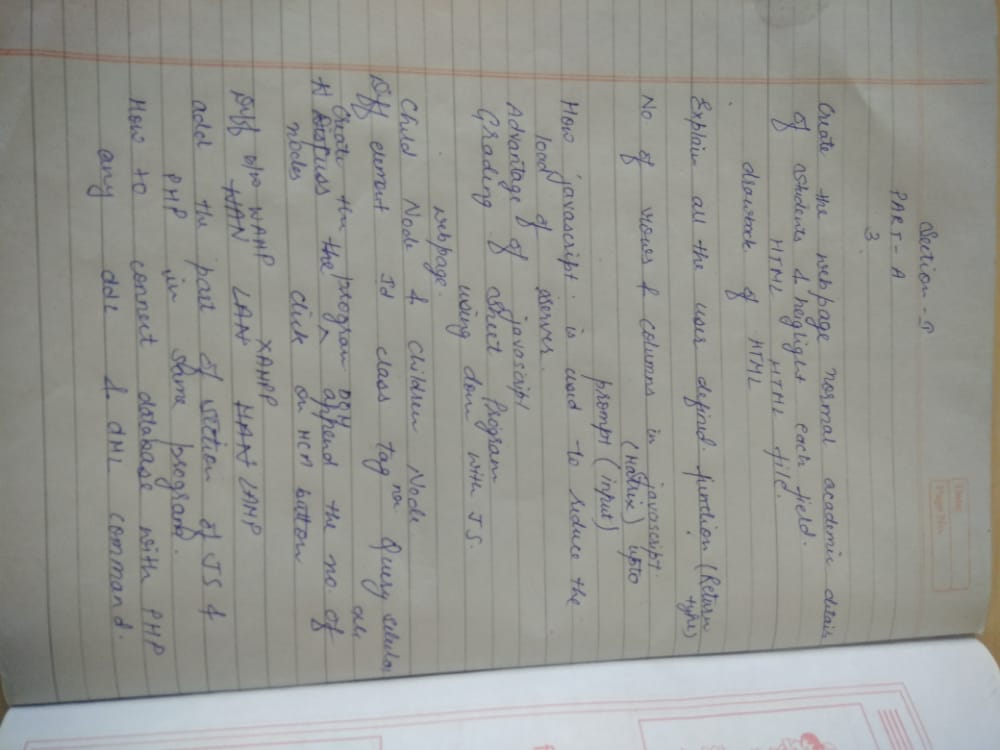 Date:
Page No.
Section - I
PART - A
3.
Create the webpage normal academic details
of students & heiglight each field.
HTML HTML file.
drawback of HTML
Explain all the user defined function (Return
type)
No of rows & columns in javascript.
(Matrix) upto
prompt (input)
How javascript is used to reduce the
load of server.
Advantage of javascript
Grading Sheet Program
using dom with JS.
webpage.
Child Node & Children Node
Diff element Id class tag Query selector
Create the program DOM
Discuss the append the no. of
nodes click on button
Diff b/w WAMP XAMPP
WAN LAN MAN LAMP
add the part of section of JS &
PHP in same program.
How to connect database with PHP
any ddl & dML command.